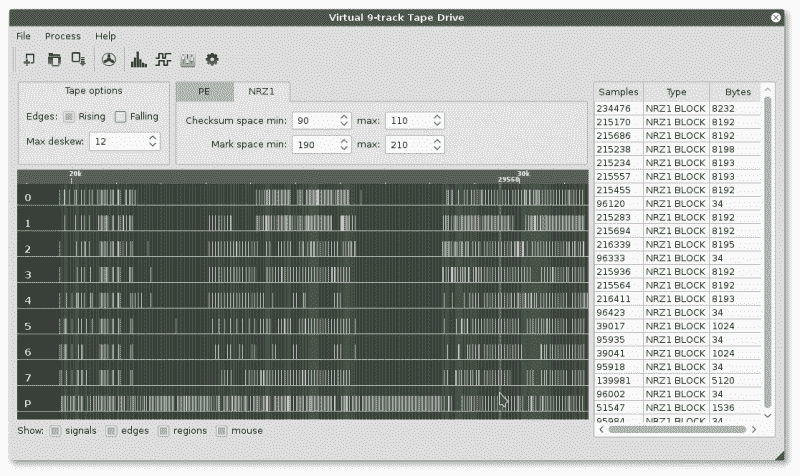 Virtual 9-track Tape Drive
File Process Help
Tape options
Edges: Rising Falling
Max deskew: 12
PE NRZ1
Checksum space min: 90 max: 110
Mark space min: 190 max: 210
20k 30k
29560
0
1
2
3
4
5
6
7
P
Show: signals edges regions mouse
Samples Type Bytes
234476 NRZ1 BLOCK 8232
215170 NRZ1 BLOCK 8192
215686 NRZ1 BLOCK 8192
215238 NRZ1 BLOCK 8198
215234 NRZ1 BLOCK 8193
215557 NRZ1 BLOCK 8193
215455 NRZ1 BLOCK 8192
96120 NRZ1 BLOCK 34
215283 NRZ1 BLOCK 8192
215694 NRZ1 BLOCK 8192
216339 NRZ1 BLOCK 8195
96333 NRZ1 BLOCK 34
215936 NRZ1 BLOCK 8192
215564 NRZ1 BLOCK 8192
216411 NRZ1 BLOCK 8193
96423 NRZ1 BLOCK 34
39017 NRZ1 BLOCK 1024
95935 NRZ1 BLOCK 34
39041 NRZ1 BLOCK 1024
95918 NRZ1 BLOCK 34
139981 NRZ1 BLOCK 5120
96002 NRZ1 BLOCK 34
51547 NRZ1 BLOCK 1536
95984 NRZ1 BLOCK 34